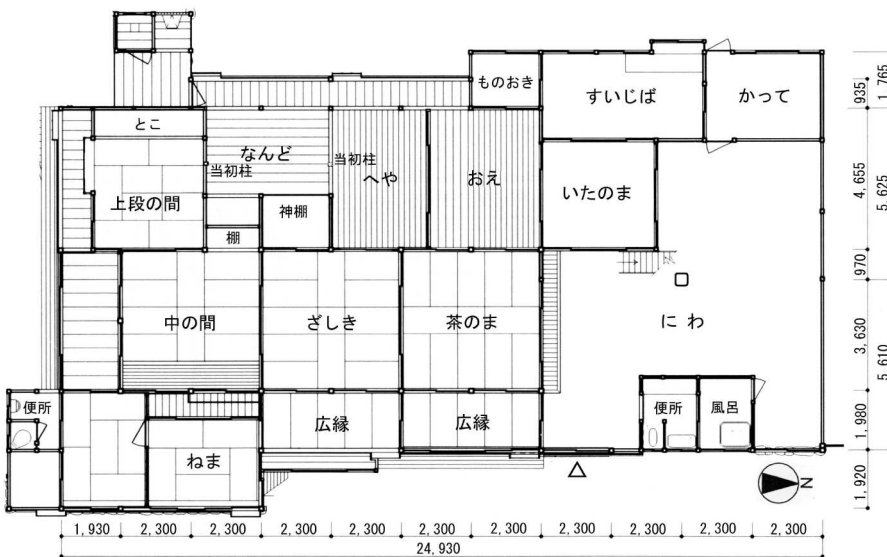 ものおき
すいじば
かって
とこ
なんど
当初柱
当初柱
へや
おえ
いたのま
上段の間
神棚
棚
中の間
ざしき
茶のま
にわ
便所
ねま
広縁
広縁
便所
風呂
N
935
1,765
4,655
5,625
970
3,630
5,610
1,980
1,920
1,930 2,300 2,300 2,300 2,300 2,300 2,300 2,300 2,300 2,300 2,300
24,930